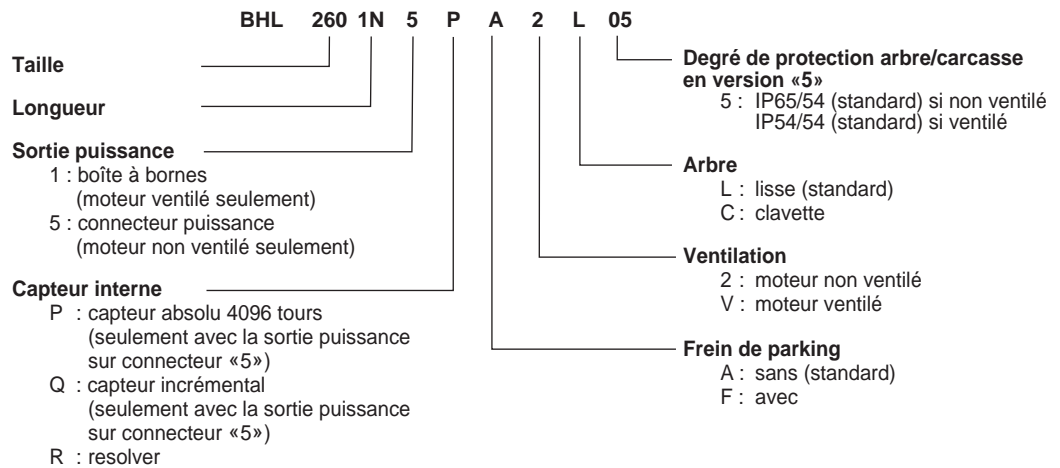 BHL 260 1N 5 P A 2 L 05
Taille
Longueur
Sortie puissance
1 : boîte à bornes
(moteur ventilé seulement)
5 : connecteur puissance
(moteur non ventilé seulement)
Capteur interne
P : capteur absolu 4096 tours
(seulement avec la sortie puissance
sur connecteur «5»)
Q : capteur incrémental
(seulement avec la sortie puissance
sur connecteur «5»)
R : resolver
Degré de protection arbre/carcasse
en version «5»
5 : IP65/54 (standard) si non ventilé
IP54/54 (standard) si ventilé
Arbre
L : lisse (standard)
C : clavette
Ventilation
2 : moteur non ventilé
V : moteur ventilé
Frein de parking
A : sans (standard)
F : avec